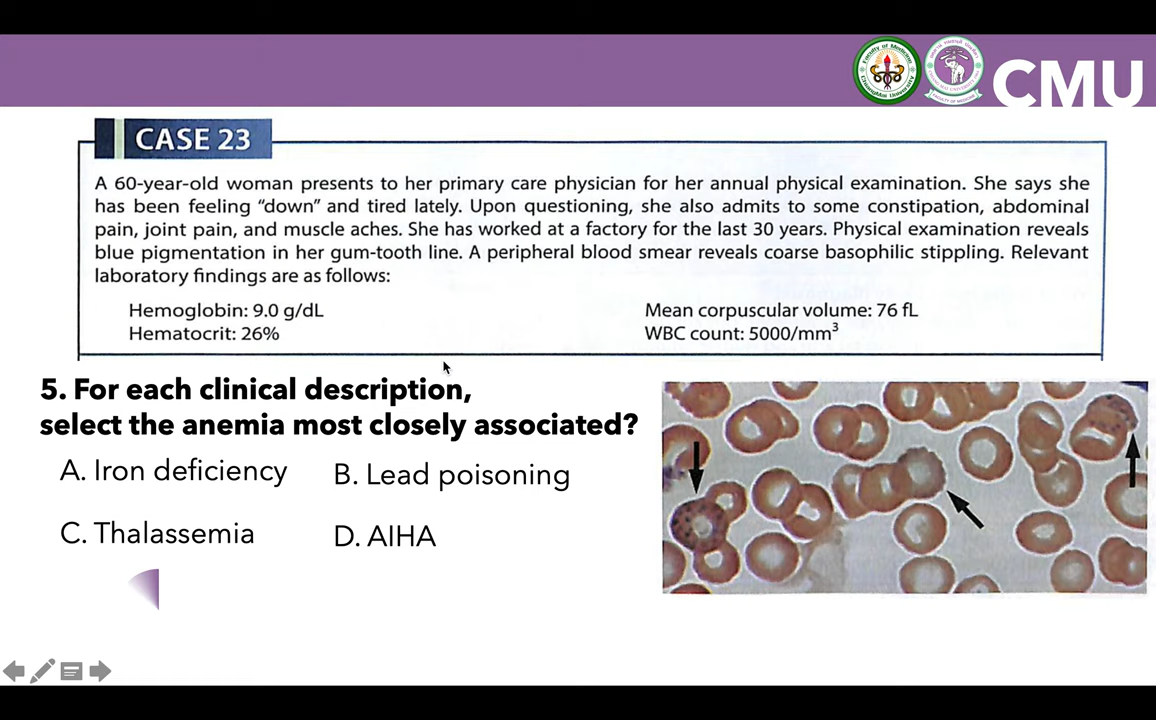 CMU
CASE 23
A 60-year-old woman presents to her primary care physician for her annual physical examination. She says she
has been feeling “down” and tired lately. Upon questioning, she also admits to some constipation, abdominal
pain, joint pain, and muscle aches. She has worked at a factory for the last 30 years. Physical examination reveals
blue pigmentation in her gum-tooth line. A peripheral blood smear reveals coarse basophilic stippling. Relevant
laboratory findings are as follows:
Hemoglobin: 9.0 g/dL
Mean corpuscular volume: 76 fL
Hematocrit: 26%
WBC count: 5000/mm³
5. For each clinical description,
select the anemia most closely associated?
A. Iron deficiency
B. Lead poisoning
C. Thalassemia
D. AIHA